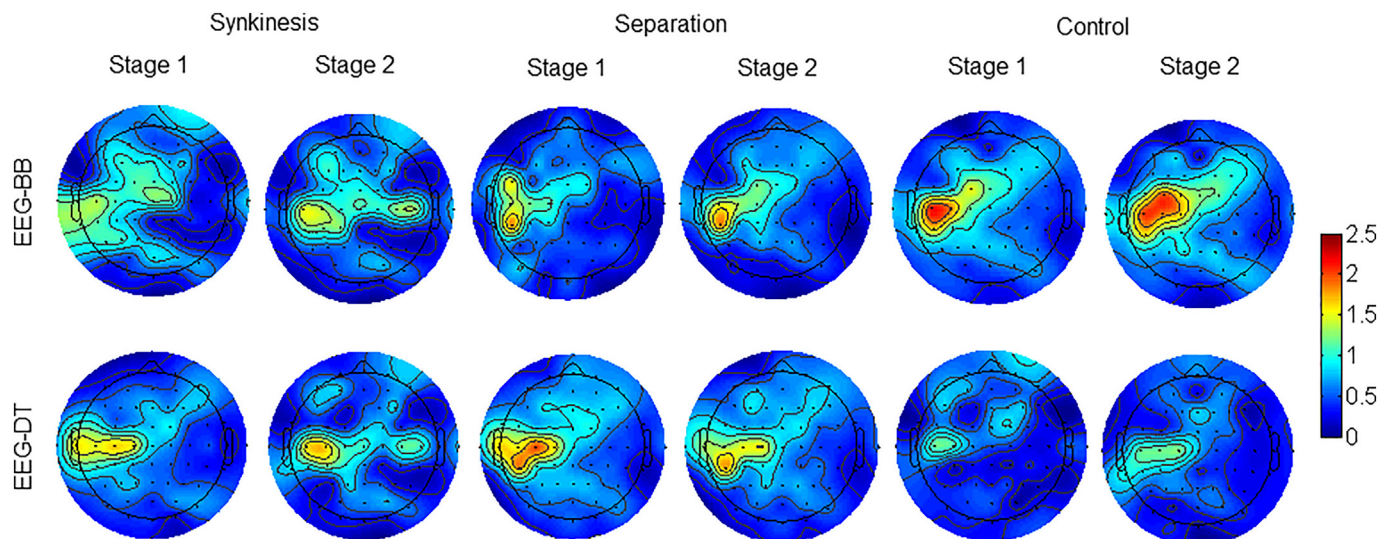 Synkinesis Separation Control
Stage 1 Stage 2 Stage 1 Stage 2 Stage 1 Stage 2
EEG-BB
EEG-DT
2.5
2
1.5
1
0.5
0